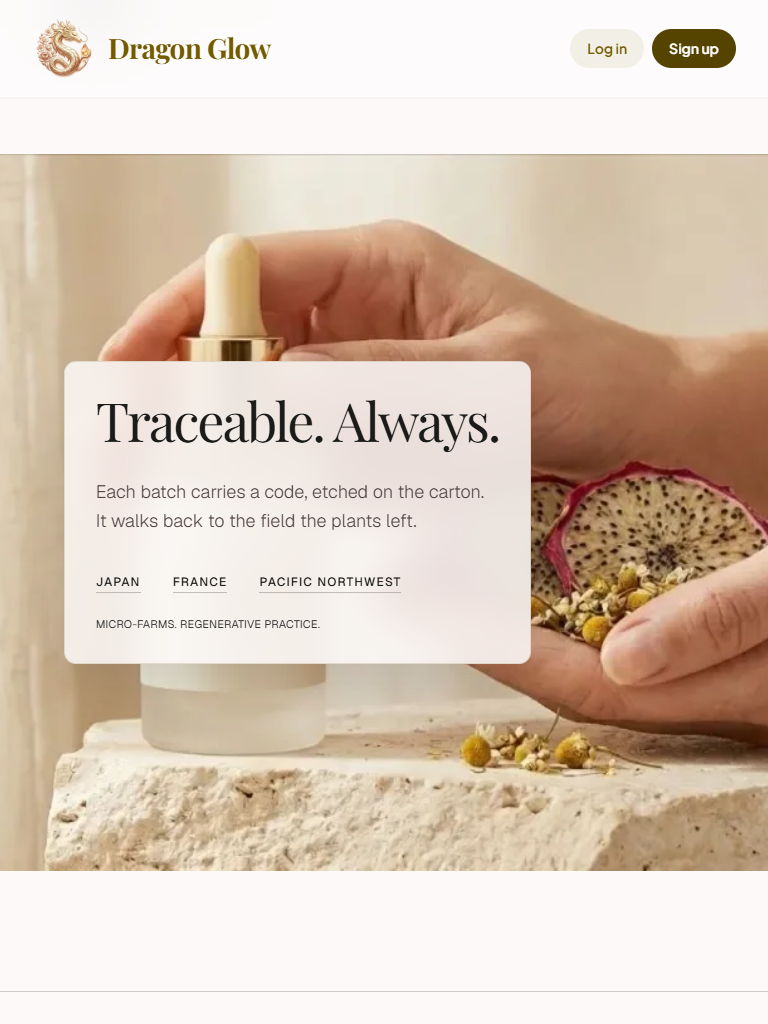 Dragon Glow
Log in
Sign up
Traceable. Always.
Each batch carries a code, etched on the carton.
It walks back to the field the plants left.
JAPAN FRANCE PACIFIC NORTHWEST
MICRO-FARMS. REGENERATIVE PRACTICE.